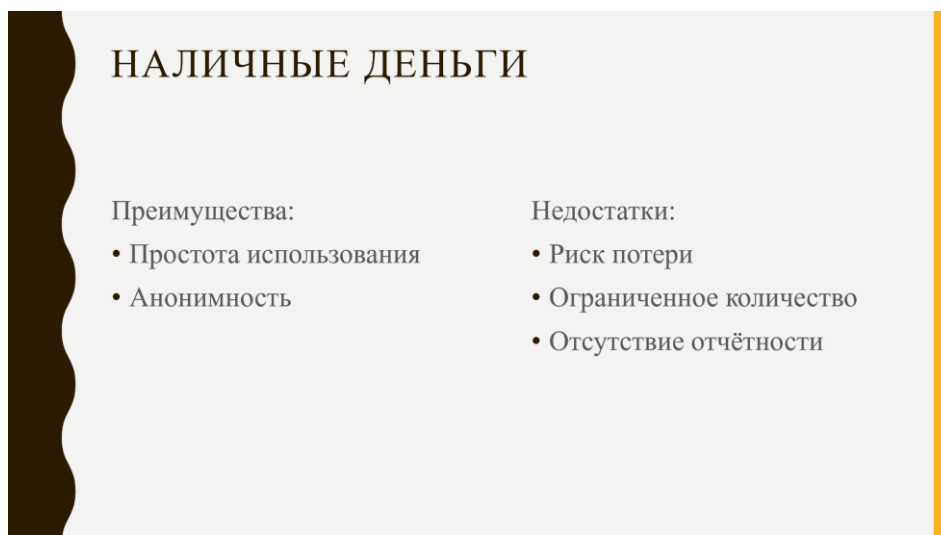 НАЛИЧНЫЕ ДЕНЬГИ
Преимущества:
• Простота использования
• Анонимность
Недостатки:
• Риск потери
• Ограниченное количество
• Отсутствие отчётности